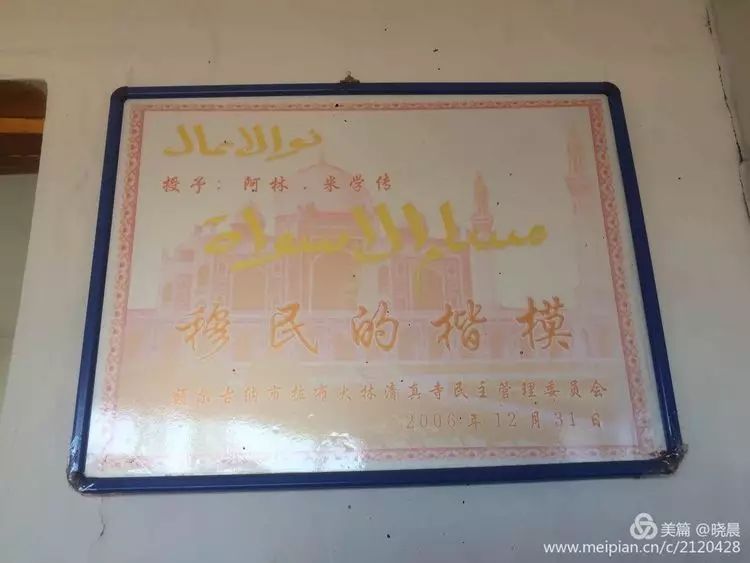 نوالاعمال
授予：阿林．米学传
移民的楷模
额尔古纳市拉布大林清真寺民主管理委员会
2006年12月31日
美篇 @晓晨
www.meipian.cn/c/2120428